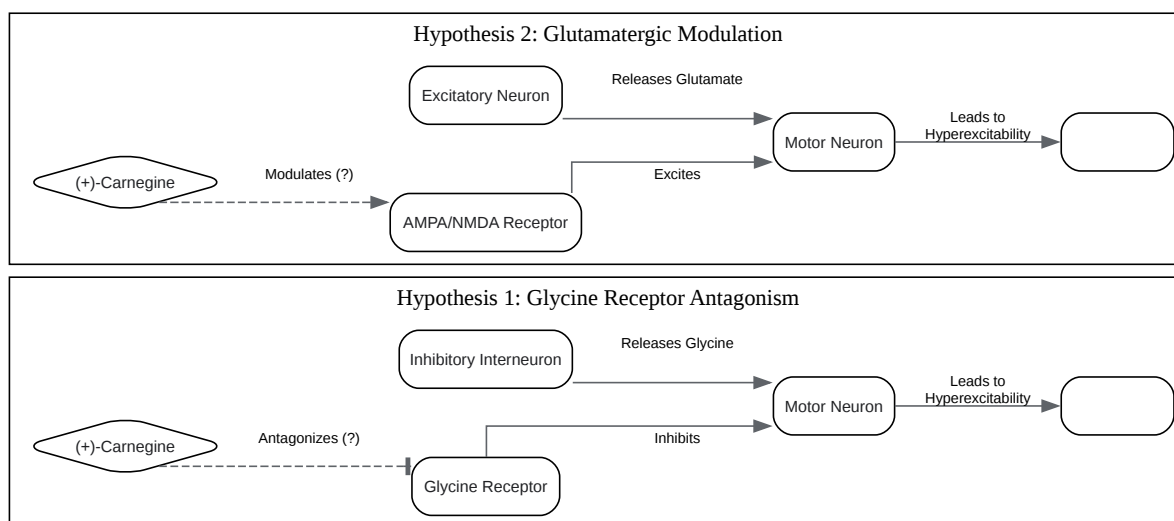 Hypothesis 2: Glutamatergic Modulation
Excitatory Neuron
Releases Glutamate
Motor Neuron
Leads to
Hyperexcitability
(+)-Carnegine
Modulates (?)
AMPA/NMDA Receptor
Excites
Hypothesis 1: Glycine Receptor Antagonism
Inhibitory Interneuron
Releases Glycine
Motor Neuron
Leads to
Hyperexcitability
(+)-Carnegine
Antagonizes (?)
Glycine Receptor
Inhibits